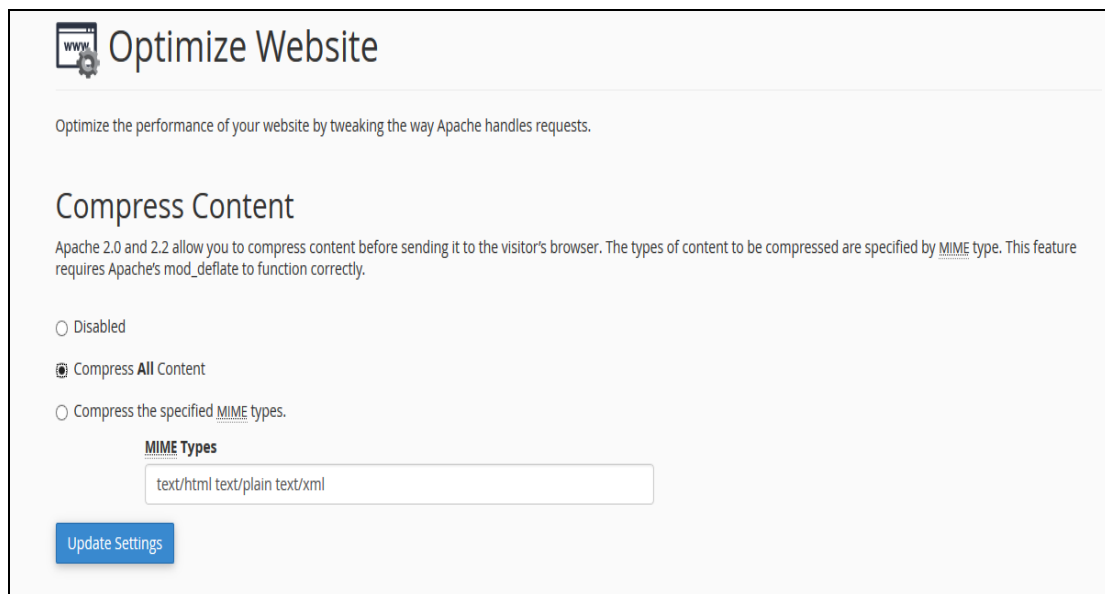 www
Optimize Website
Optimize the performance of your website by tweaking the way Apache handles requests.
Compress Content
Apache 2.0 and 2.2 allow you to compress content before sending it to the visitor’s browser. The types of content to be compressed are specified by MIME type. This feature
requires Apache’s mod_deflate to function correctly.
Disabled
Compress All Content
Compress the specified MIME types.
MIME Types
text/html text/plain text/xml
Update Settings